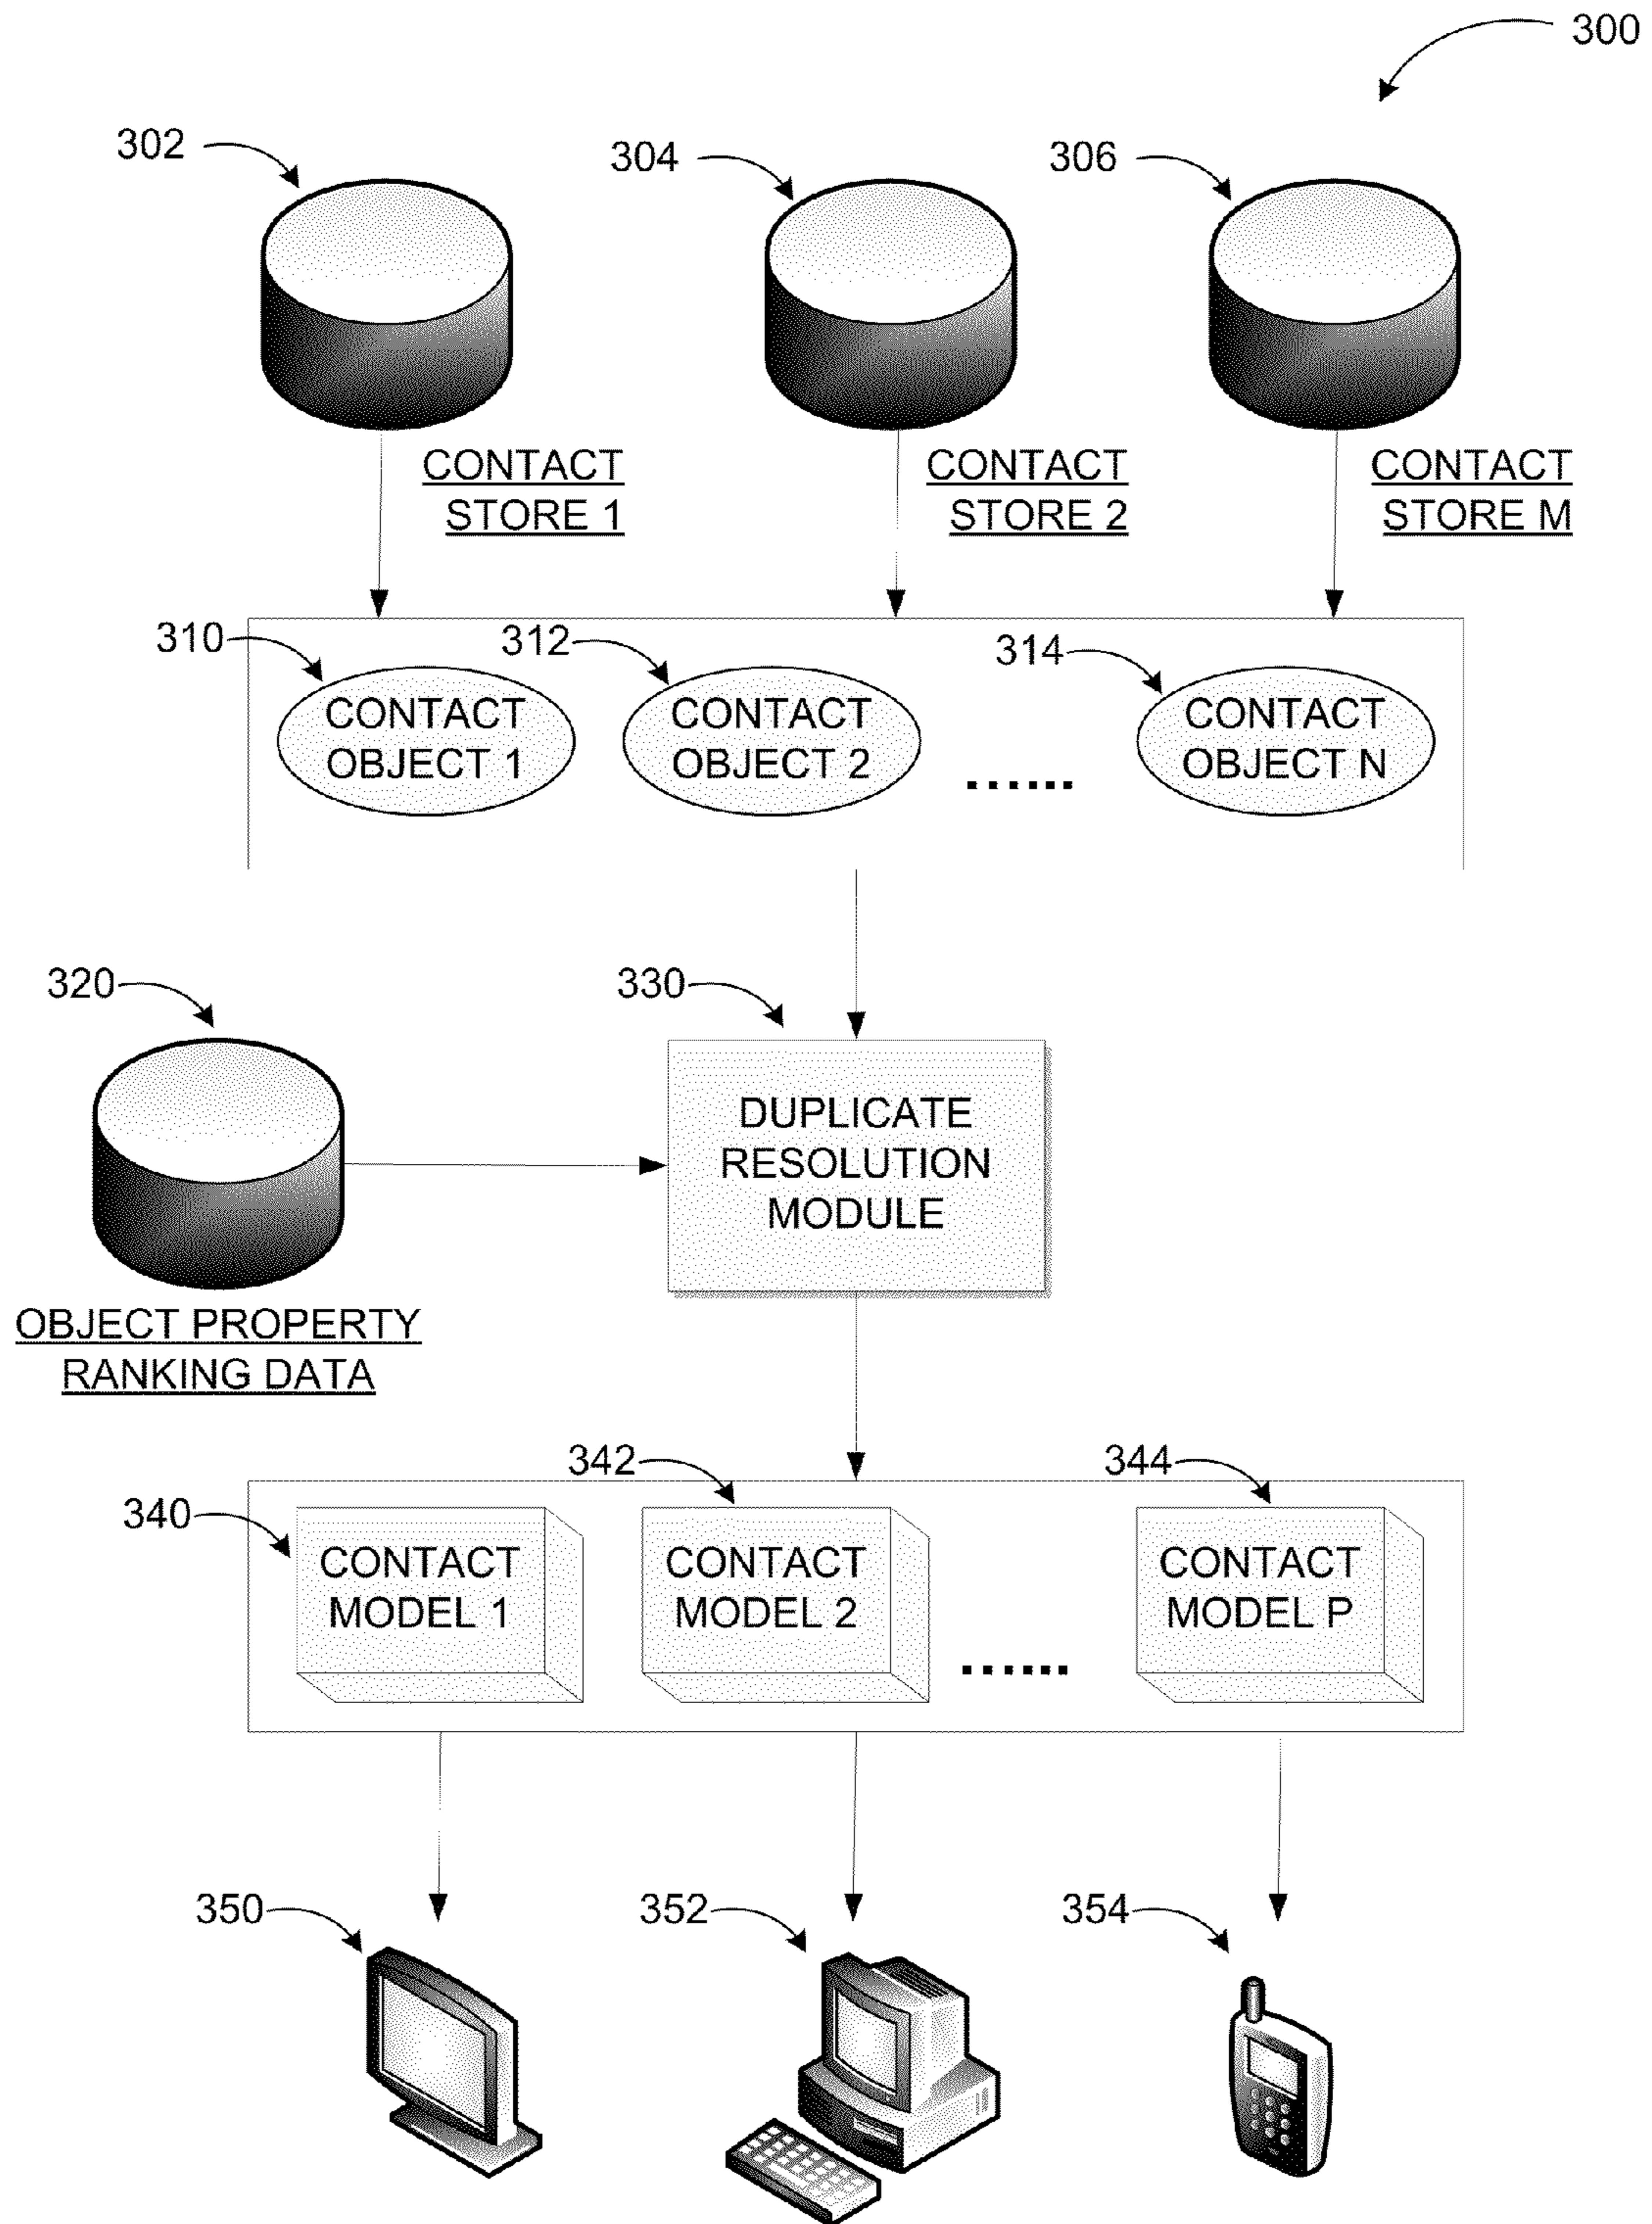 300
302
304
306
CONTACT
STORE 1
CONTACT
STORE 2
CONTACT
STORE M
310
312
314
CONTACT
OBJECT 1
CONTACT
OBJECT 2
......
CONTACT
OBJECT N
320
330
DUPLICATE
RESOLUTION
MODULE
OBJECT PROPERTY
RANKING DATA
342
344
340
CONTACT
MODEL 1
CONTACT
MODEL 2
......
CONTACT
MODEL P
350
352
354